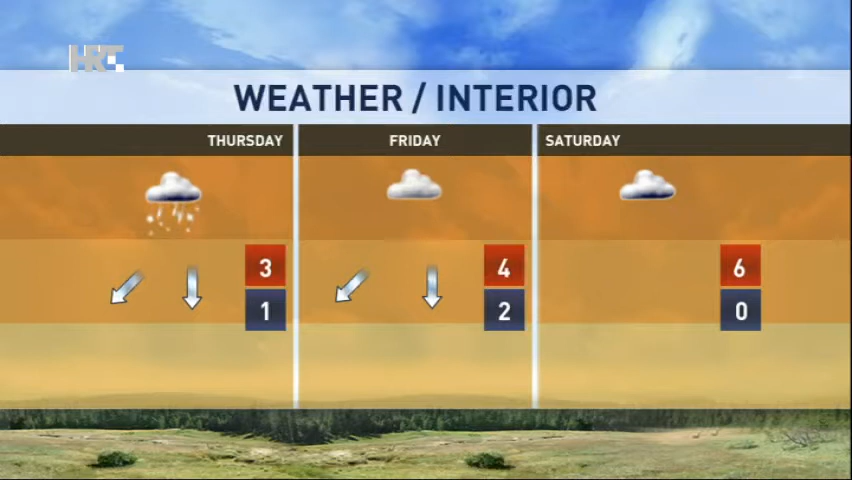 HRT
WEATHER / INTERIOR
THURSDAY FRIDAY SATURDAY
3 4 6
1 2 0